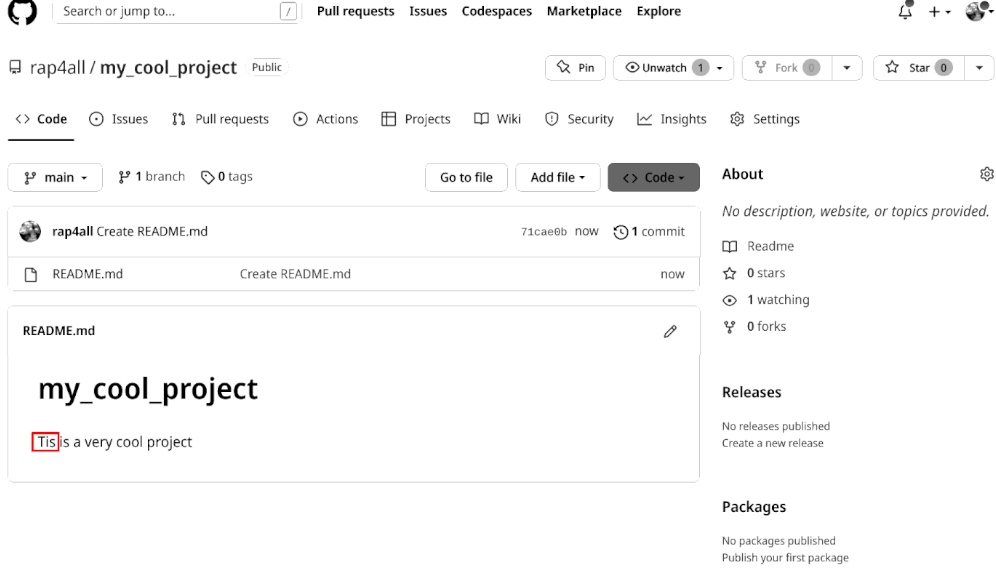 Search or jump to... / Pull requests Issues Codespaces Marketplace Explore
rap4all / my_cool_project Public Pin Unwatch 1 Fork 0 Star 0
Code Issues Pull requests Actions Projects Wiki Security Insights Settings
main 1 branch 0 tags Go to file Add file Code
rap4all Create README.md 71cae0b now 1 commit
README.md Create README.md now
README.md
my_cool_project
Tis is a very cool project
About
No description, website, or topics provided.
Readme
0 stars
1 watching
0 forks
Releases
No releases published
Create a new release
Packages
No packages published
Publish your first package